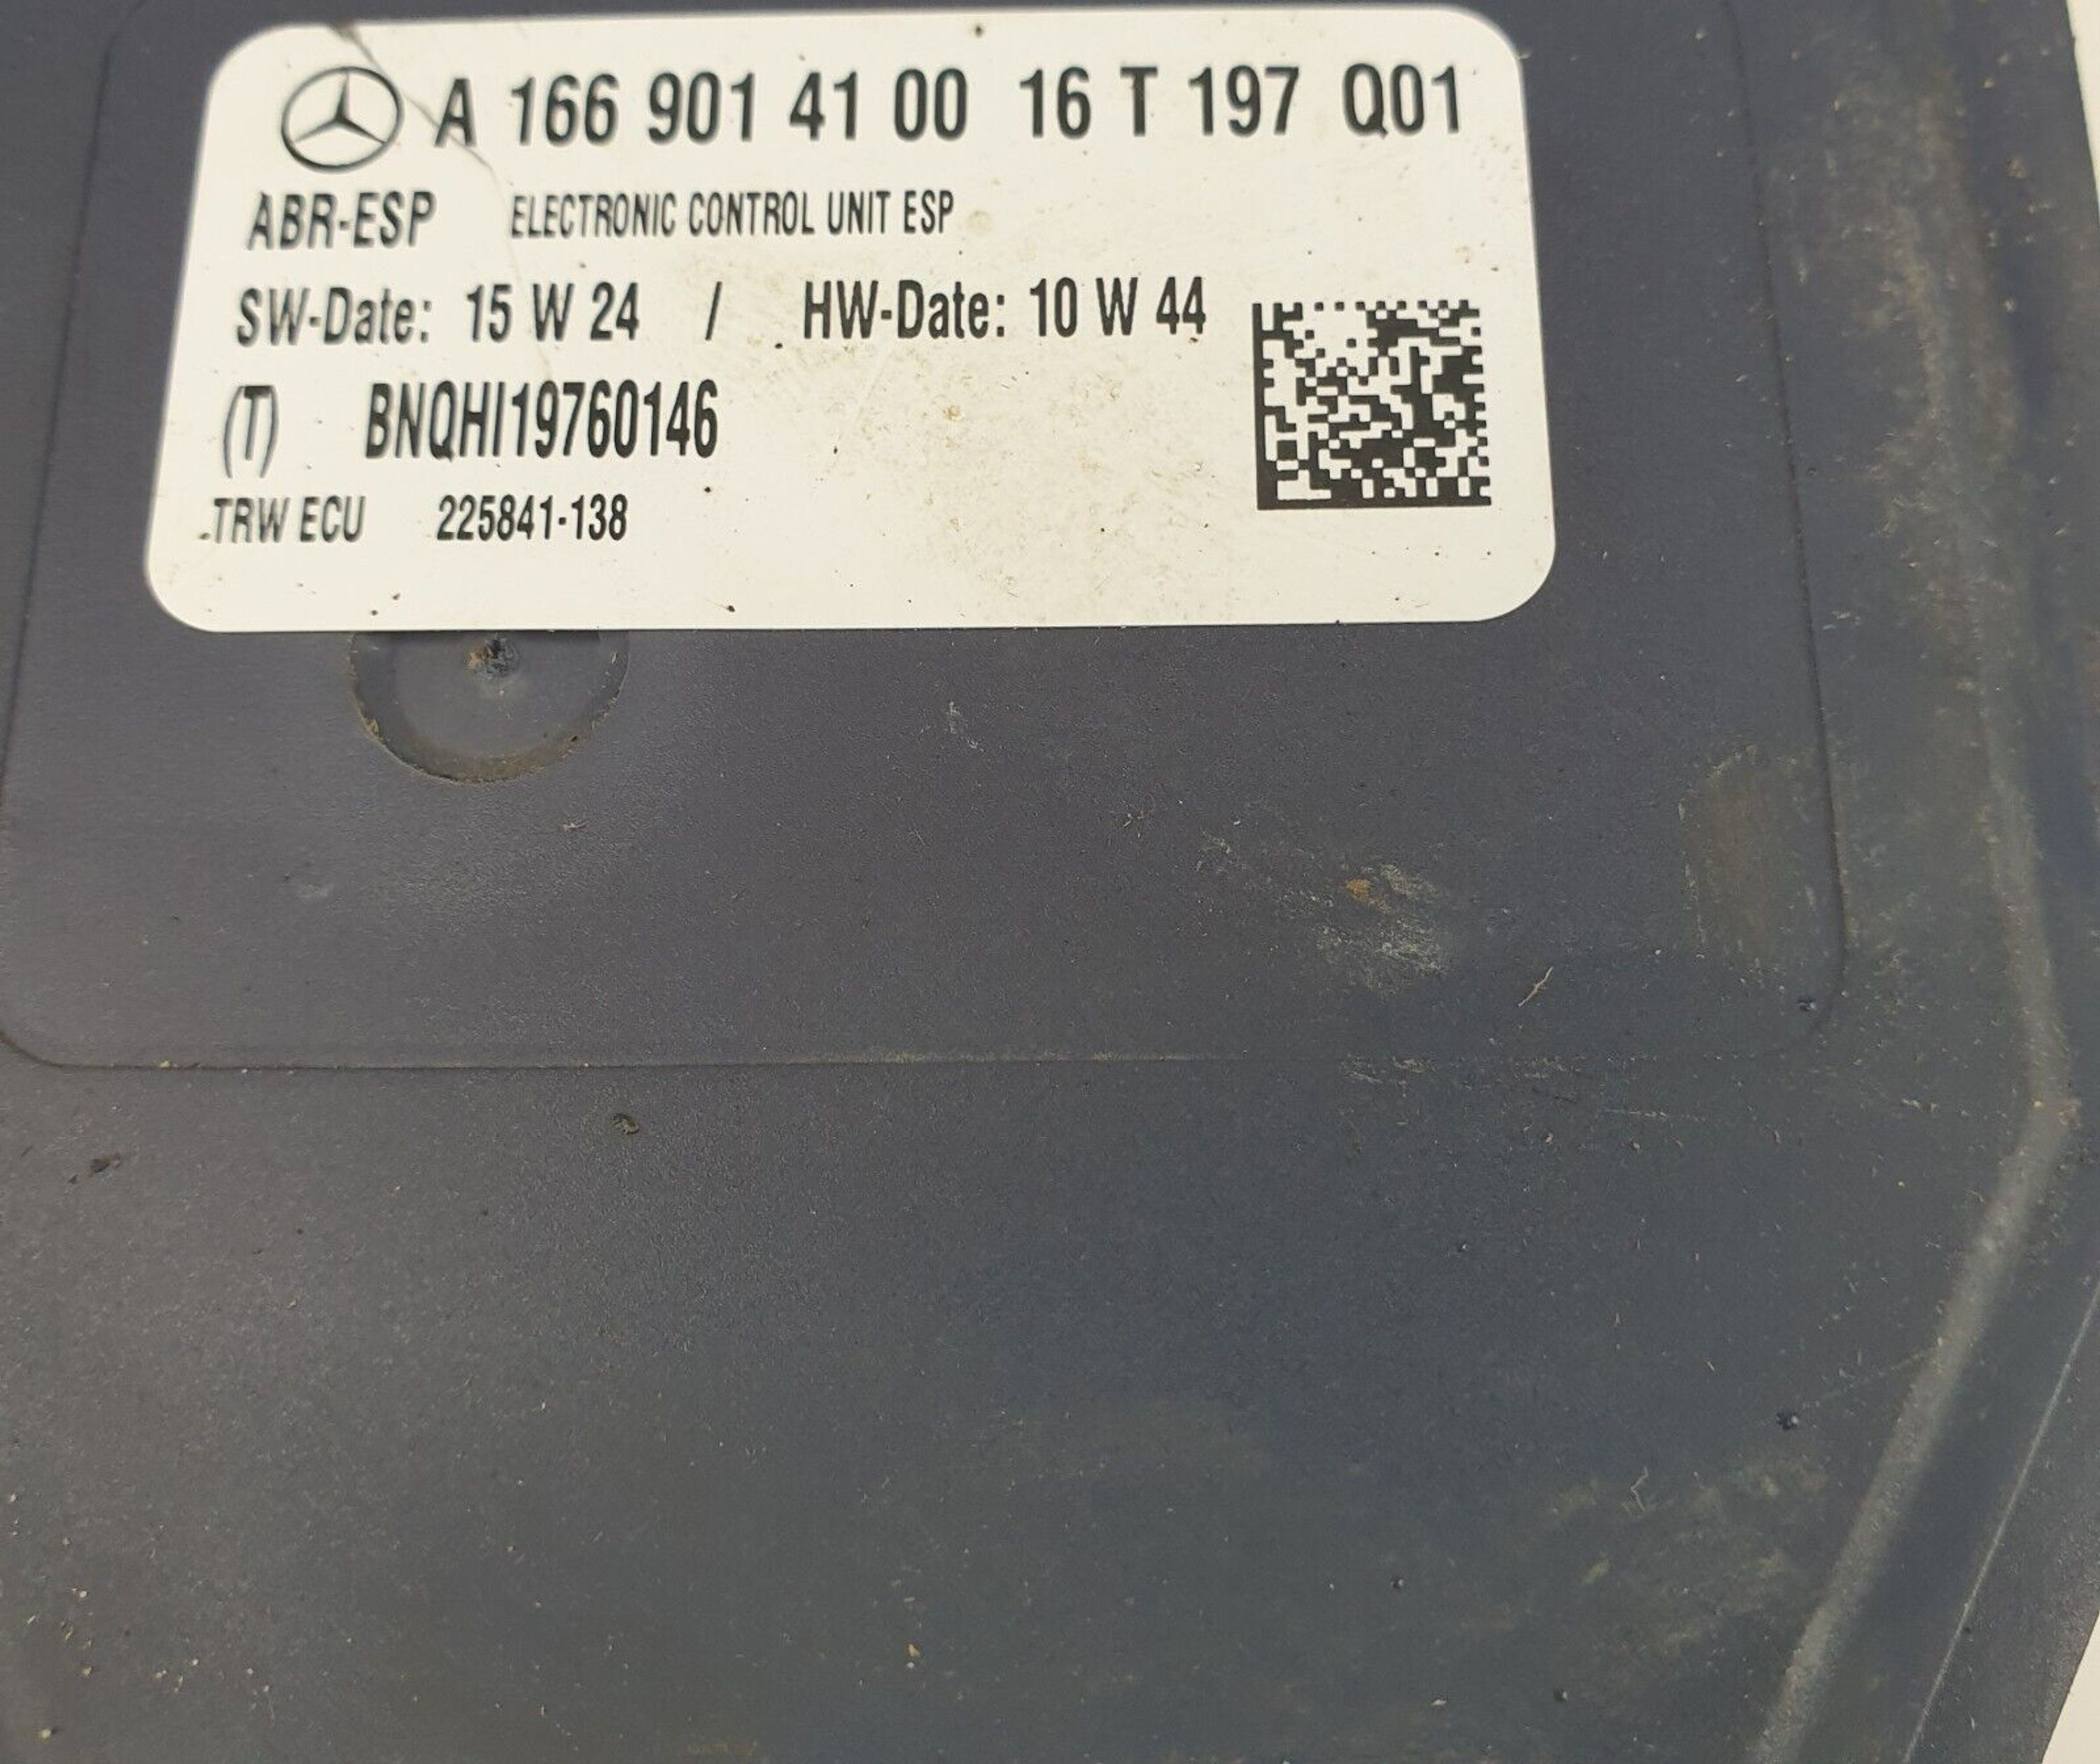 A 166 901 41 00 16 T 197 Q01
ABR-ESP ELECTRONIC CONTROL UNIT ESP
SW-Date: 15 W 24 / HW-Date: 10 W 44
(T) BNQHI19760146
TRW ECU 225841-138